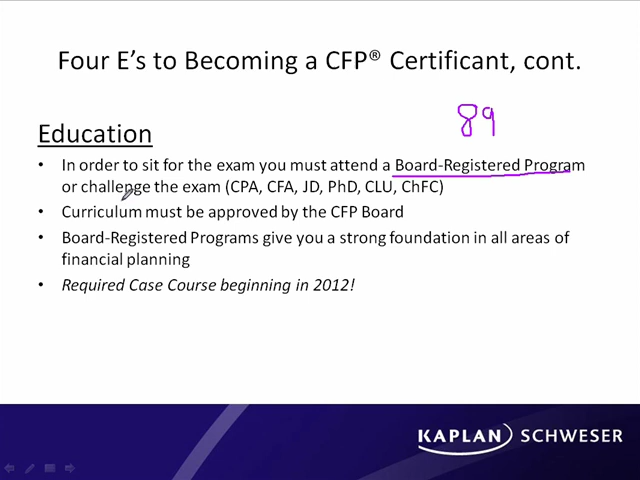 Four E's to Becoming a CFP® Certificant, cont.
89
Education
• In order to sit for the exam you must attend a Board-Registered Program
or challenge the exam (CPA, CFA, JD, PhD, CLU, ChFC)
• Curriculum must be approved by the CFP Board
• Board-Registered Programs give you a strong foundation in all areas of
financial planning
• Required Case Course beginning in 2012!
KAPLAN SCHWESER